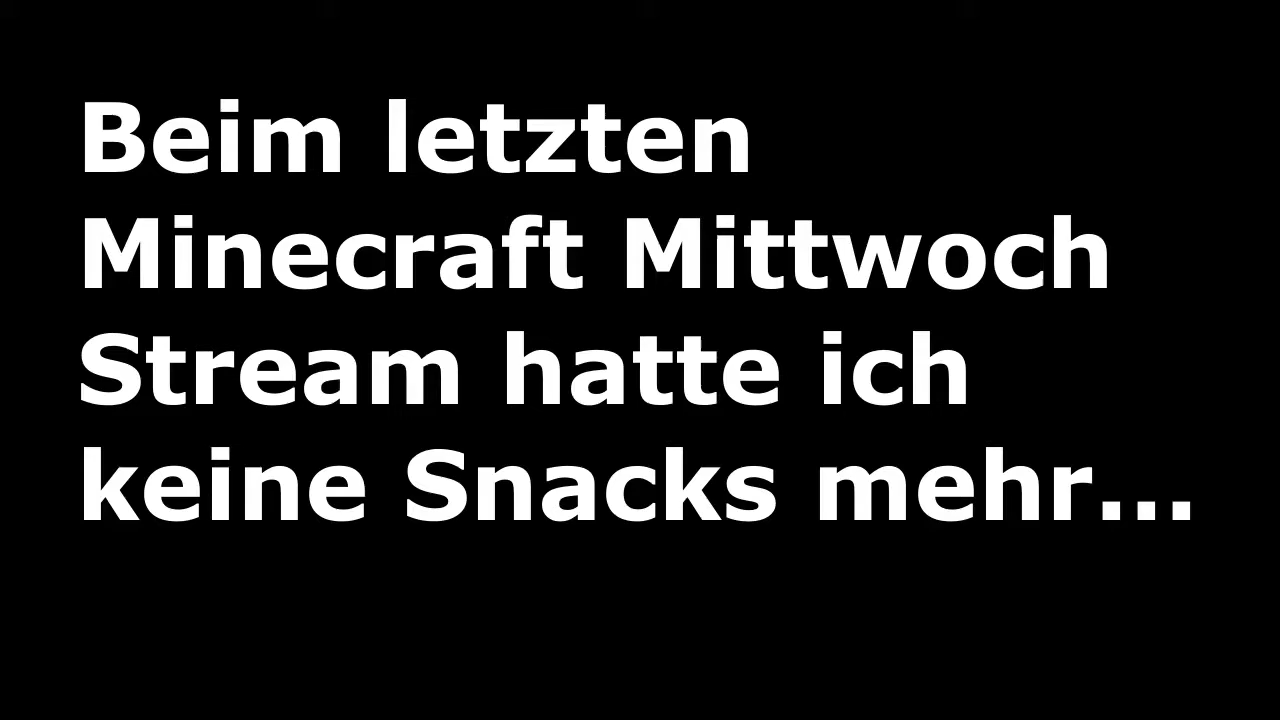 Beim letzten
Minecraft Mittwoch
Stream hatte ich
keine Snacks mehr...